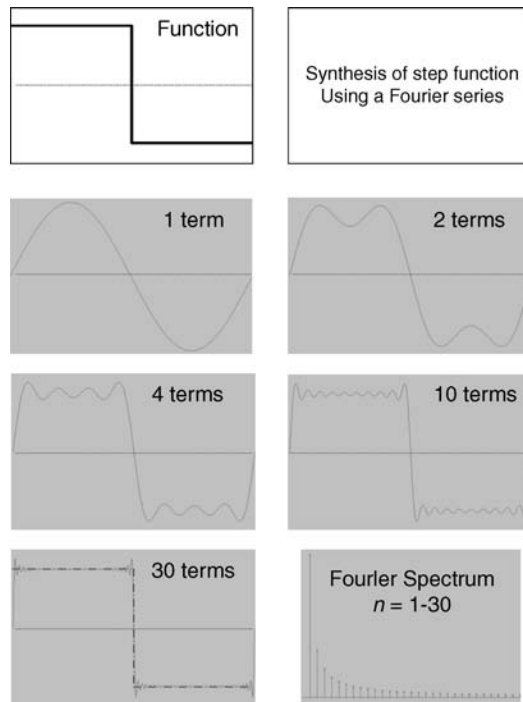 Function
Synthesis of step function
Using a Fourier series
1 term
2 terms
4 terms
10 terms
30 terms
Fourler Spectrum
n = 1-30